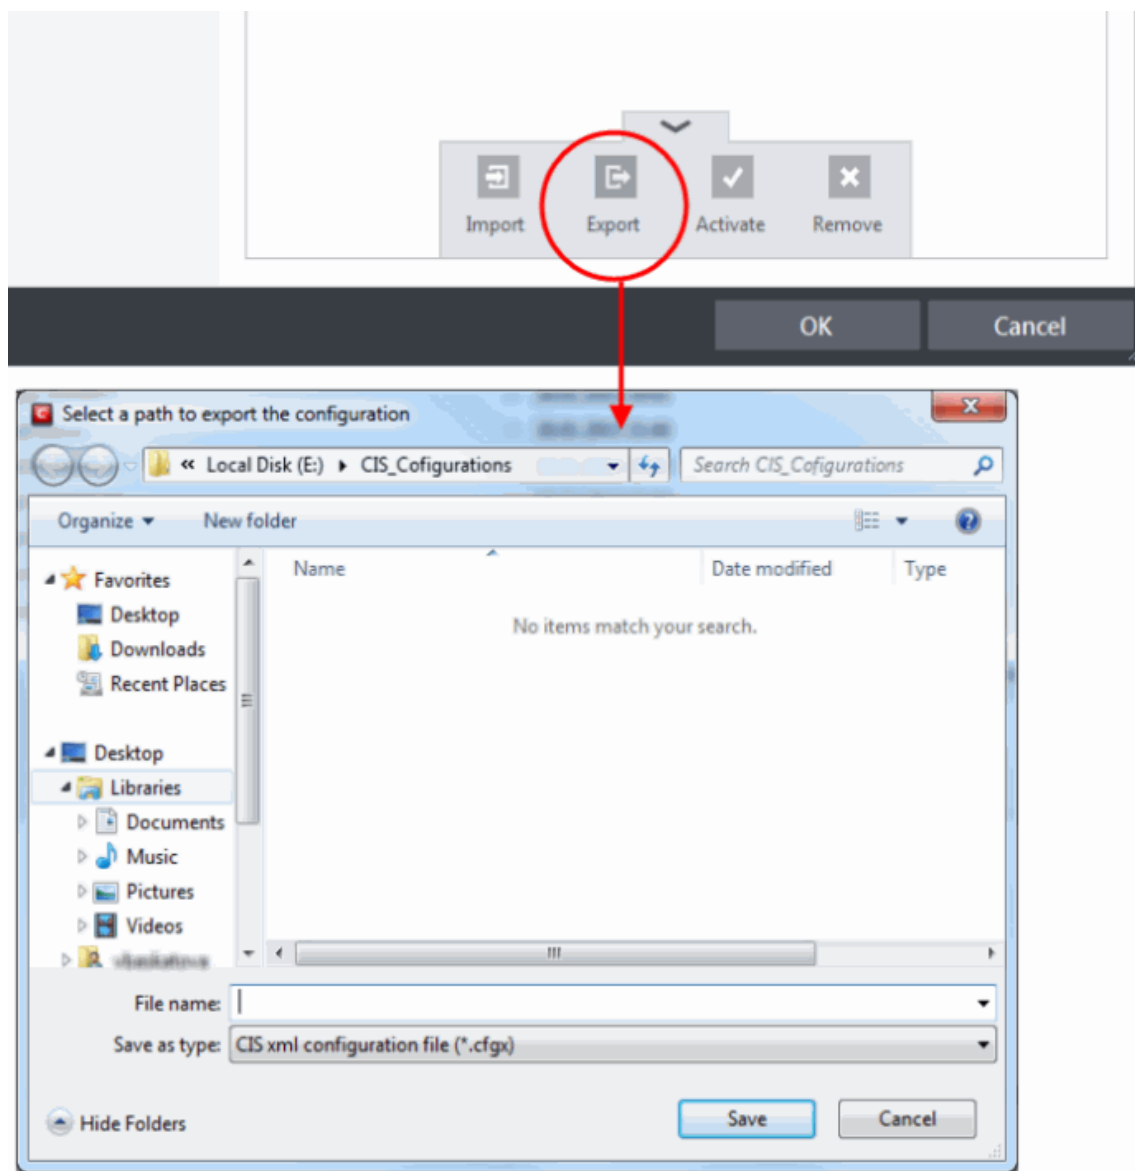 Import Export Activate Remove
OK Cancel
Select a path to export the configuration
« Local Disk (E:) CIS_Cofigurations Search CIS_Cofigurations
Organize New folder
Name Date modified Type
No items match your search.
Favorites
Desktop
Downloads
Recent Places
Desktop
Libraries
Documents
Music
Pictures
Videos
File name:
Save as type: CIS xml configuration file (*.cfgx)
Hide Folders Save Cancel